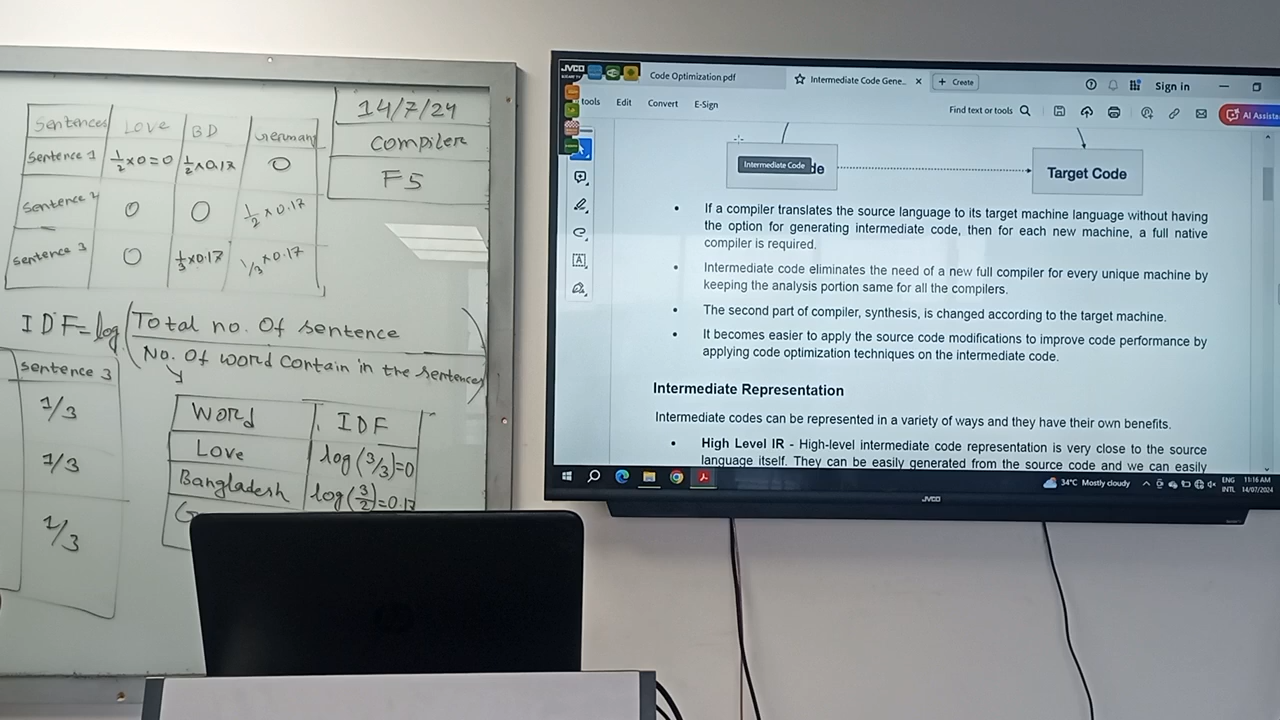 Sentences LOVE BD Germany
Sentence 1 1/2×0=0 1/2×0.17 0
Sentence 2 0 0 1/2×0.17
Sentence 3 0 1/3×0.17 1/3×0.17
14/7/24
Compiler
F5
IDF=log(Total no. Of sentence
No. Of word contain in the sentences)
Sentence 3
1/3
1/3
1/3
Word IDF
Love log(3/3)=0
Bangladesh log(3/2)=0.17
G
JVCO
Code Optimization.pdf
Intermediate Code Gene...
+ Create
Sign in
tools Edit Convert E-Sign
Find text or tools
AI Assista
Intermediate Code
de
Target Code
• If a compiler translates the source language to its target machine language without having
the option for generating intermediate code, then for each new machine, a full native
compiler is required.
• Intermediate code eliminates the need of a new full compiler for every unique machine by
keeping the analysis portion same for all the compilers.
• The second part of compiler, synthesis, is changed according to the target machine.
• It becomes easier to apply the source code modifications to improve code performance by
applying code optimization techniques on the intermediate code.
Intermediate Representation
Intermediate codes can be represented in a variety of ways and they have their own benefits.
• High Level IR - High-level intermediate code representation is very close to the source
language itself. They can be easily generated from the source code and we can easily
34°C Mostly cloudy
ENG
INTL
11:16 AM
14/07/2024
JVCO